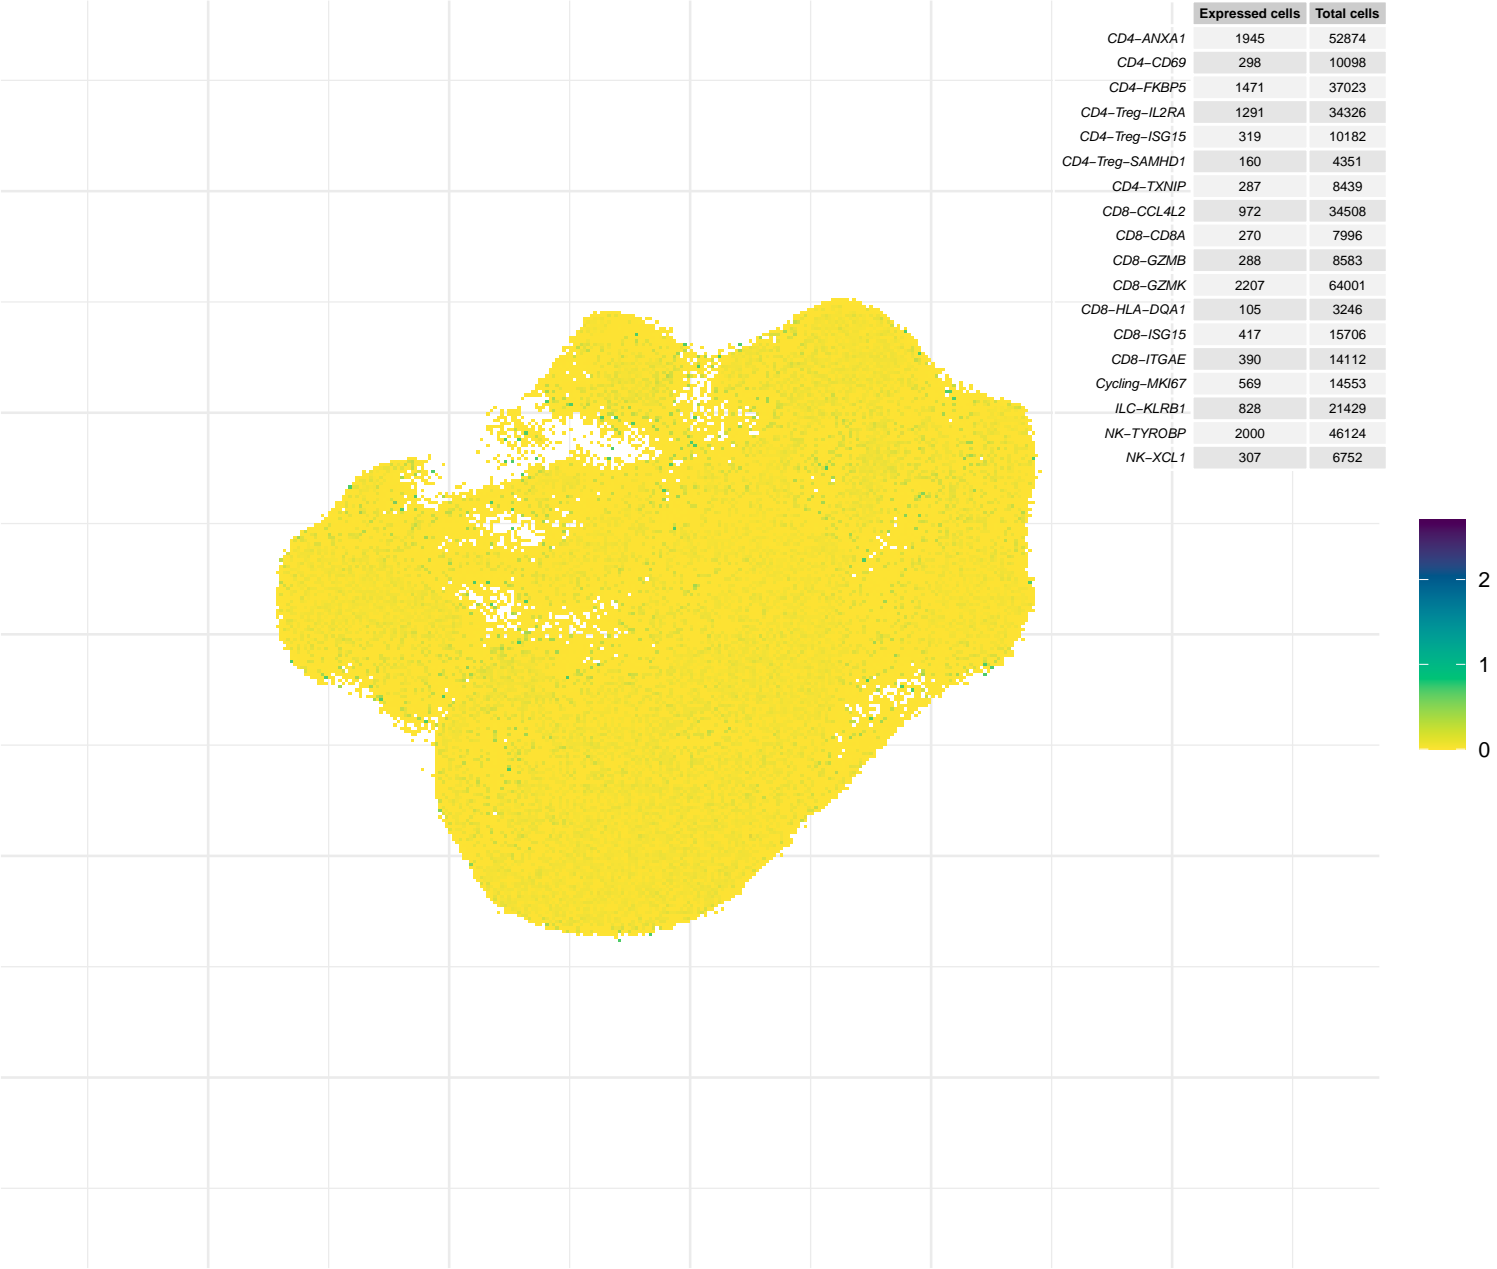 Expressed cells Total cells
CD4−ANXA1 1945 52874
CD4−CD69 298 10098
CD4−FKBP5 1471 37023
CD4−Treg−IL2RA 1291 34326
CD4−Treg−ISG15 319 10182
CD4−Treg−SAMHD1 160 4351
CD4−TXNIP 287 8439
CD8−CCL4L2 972 34508
CD8−CD8A 270 7996
CD8−GZMB 288 8583
CD8−GZMK 2207 64001
CD8−HLA−DQA1 105 3246
CD8−ISG15 417 15706
CD8−ITGAE 390 14112
Cycling−MKI67 569 14553
ILC−KLRB1 828 21429
NK−TYROBP 2000 46124
NK−XCL1 307 6752
2
1
0